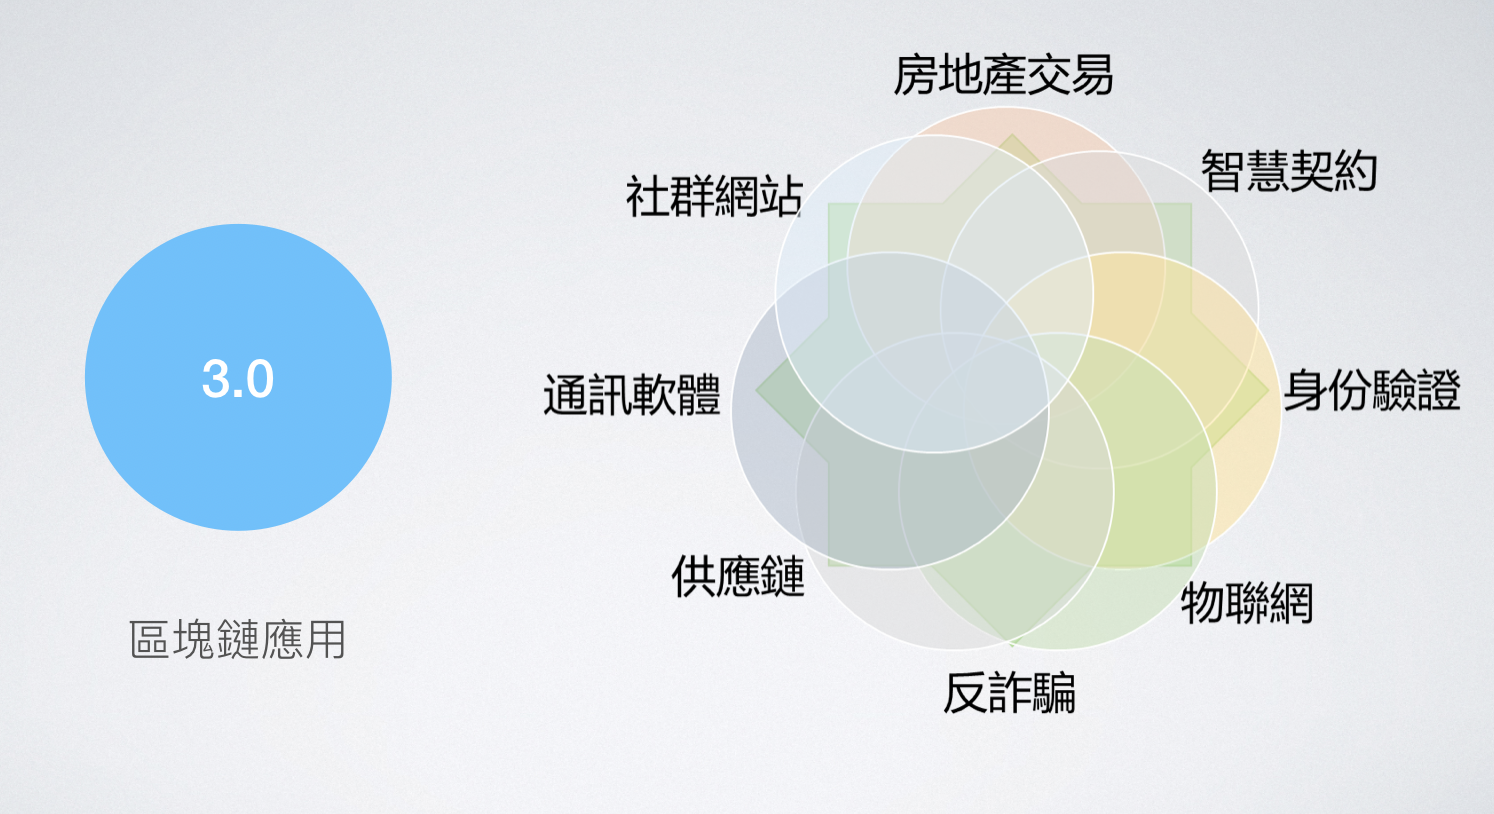 3.0
區塊鏈應用
房地產交易
智慧契約
身份驗證
物聯網
反詐騙
供應鏈
通訊軟體
社群網站